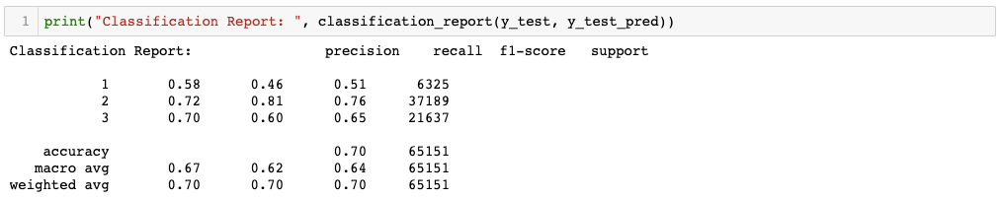 1 print("Classification Report: ", classification_report(y_test, y_test_pred))
Classification Report:                precision    recall  f1-score   support

           1       0.58      0.46      0.51      6325
           2       0.72      0.81      0.76     37189
           3       0.70      0.60      0.65     21637

    accuracy                           0.70     65151
   macro avg       0.67      0.62      0.64     65151
weighted avg       0.70      0.70      0.70     65151